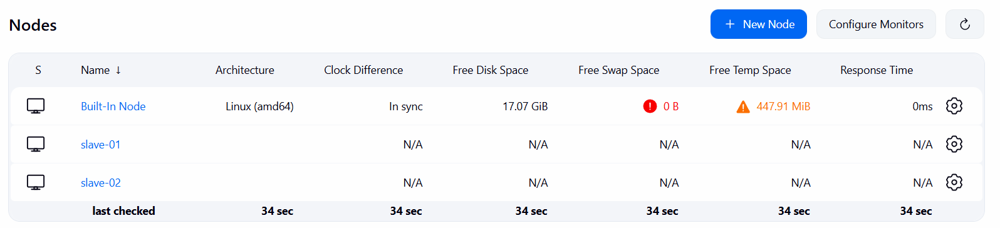 Nodes
+ New Node
Configure Monitors
S Name ↓ Architecture Clock Difference Free Disk Space Free Swap Space Free Temp Space Response Time
Built-In Node Linux (amd64) In sync 17.07 GiB 0 B 447.91 MiB 0ms
slave-01 N/A N/A N/A N/A N/A
slave-02 N/A N/A N/A N/A N/A
last checked 34 sec 34 sec 34 sec 34 sec 34 sec 34 sec